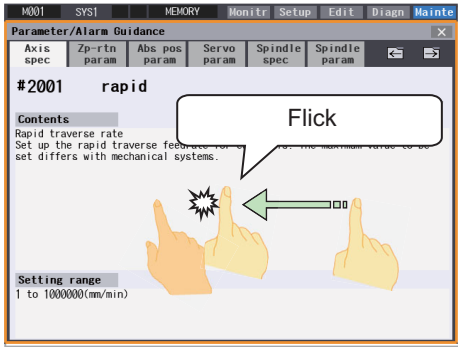 M001 SYS1 MEMORY Monitr Setup Edit Diagn Mainte
Parameter/Alarm Guidance
Axis spec Zp-rtn param Abs pos param Servo param Spindle spec Spindle param
#2001 rapid
Flick
Contents
Rapid traverse rate
Set up the rapid traverse feedrate for The maximum value to be
set differs with mechanical systems.
Setting range
1 to 1000000(mm/min)